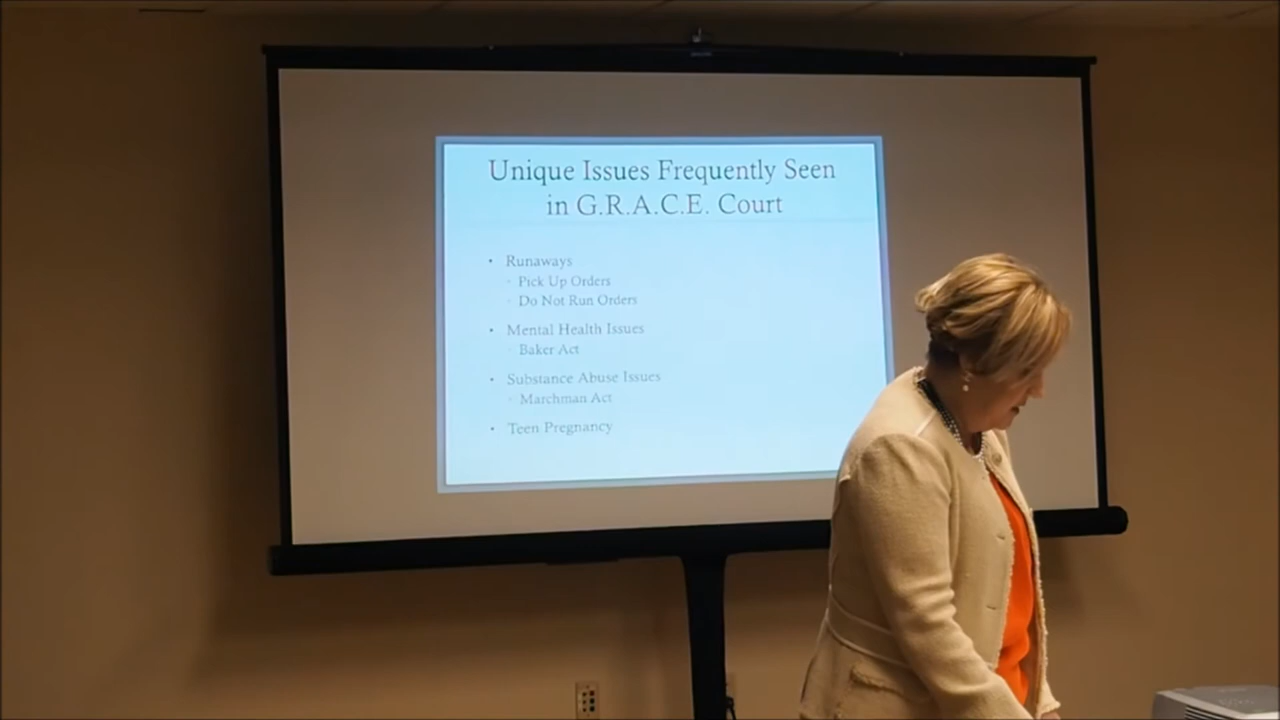 Unique Issues Frequently Seen
in G.R.A.C.E. Court
• Runaways
• Pick Up Orders
• Do Not Run Orders
• Mental Health Issues
• Baker Act
• Substance Abuse Issues
• Marchman Act
• Teen Pregnancy